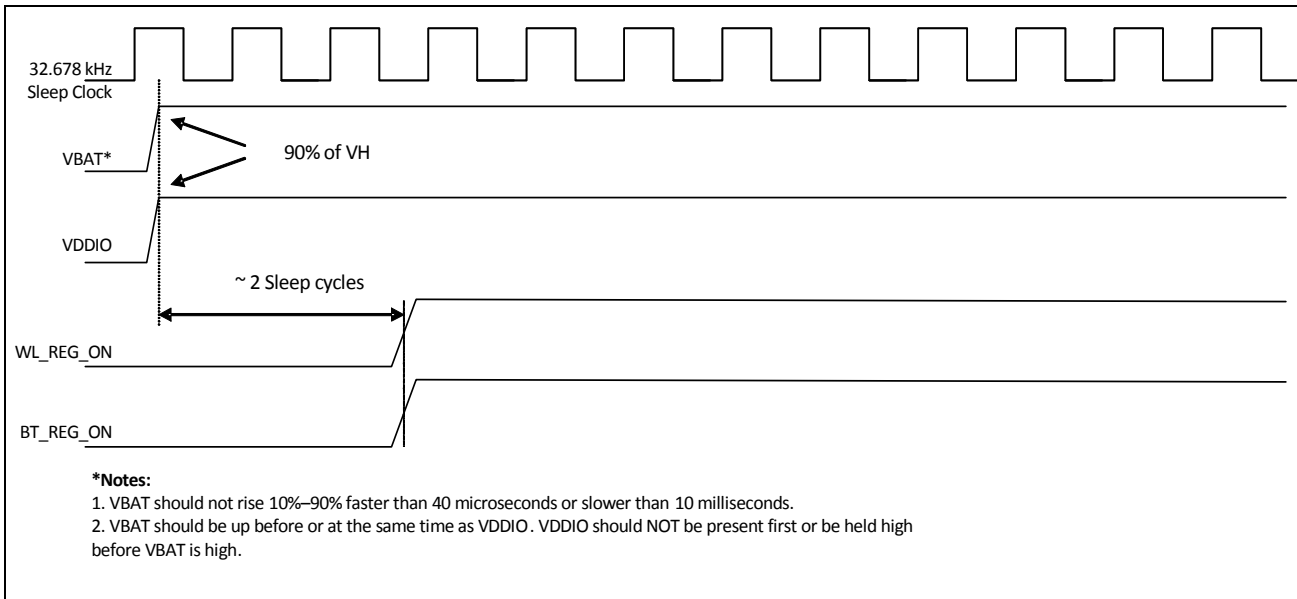 32.678 kHz
Sleep Clock
90% of VH
VBAT*
VDDIO
~ 2 Sleep cycles
WL_REG_ON
BT_REG_ON
*Notes:
1. VBAT should not rise 10%–90% faster than 40 microseconds or slower than 10 milliseconds.
2. VBAT should be up before or at the same time as VDDIO. VDDIO should NOT be present first or be held high
before VBAT is high.